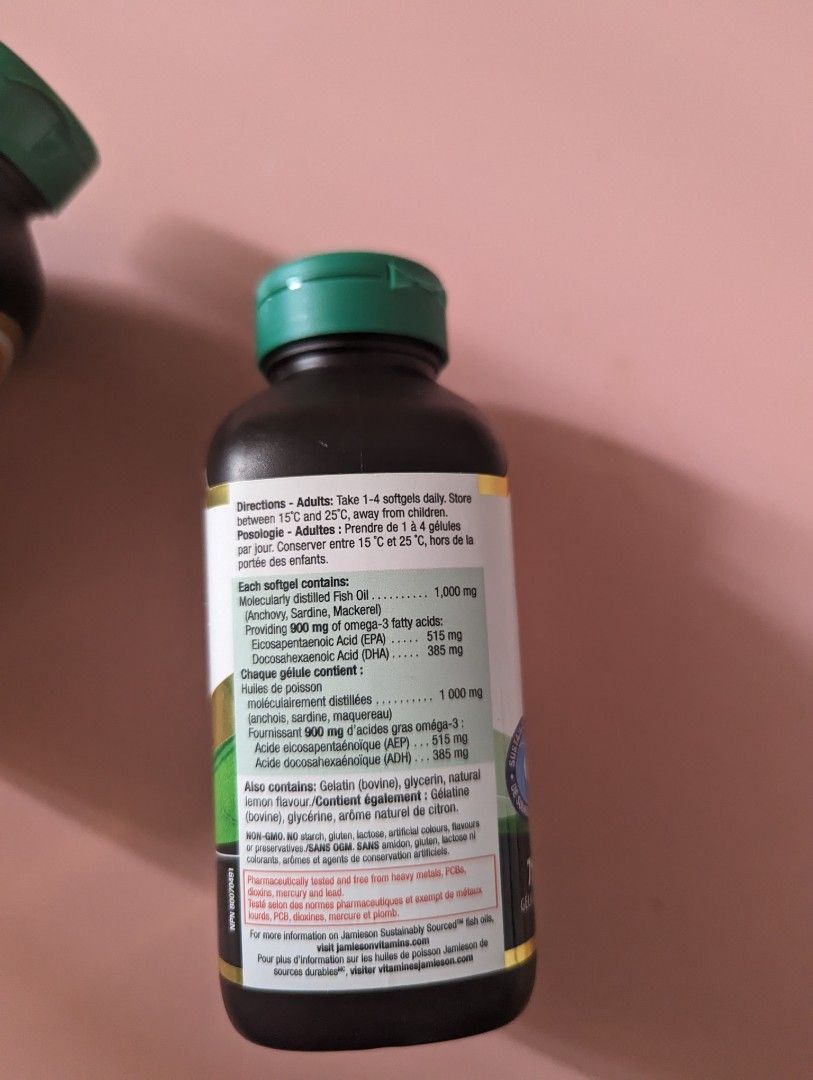 Directions - Adults: Take 1-4 softgels daily. Store
between 15˚C and 25˚C, away from children.
Posologie - Adultes : Prendre de 1 à 4 gélules
par jour. Conserver entre 15 ˚C et 25 ˚C, hors de la
portée des enfants.
Each softgel contains:
Molecularly distilled Fish Oil .......... 1,000 mg
(Anchovy, Sardine, Mackerel)
Providing 900 mg of omega-3 fatty acids:
Eicosapentaenoic Acid (EPA) ..... 515 mg
Docosahexaenoic Acid (DHA) ..... 385 mg
Chaque gélule contient :
Huiles de poisson
moléculairement distillées .......... 1 000 mg
(anchois, sardine, maquereau)
Fournissant 900 mg d'acides gras oméga-3 :
Acide eicosapentaénoïque (AEP) ... 515 mg
Acide docosahexaénoïque (ADH) ... 385 mg
Also contains: Gelatin (bovine), glycerin, natural
lemon flavour./Contient également : Gélatine
(bovine), glycérine, arôme naturel de citron.
NON-GMO. NO starch, gluten, lactose, artificial colours, flavours
or preservatives./SANS OGM. SANS amidon, gluten, lactose ni
colorants, arômes et agents de conservation artificiels.
Pharmaceutically tested and free from heavy metals, PCBs,
dioxins, mercury and lead.
Testé selon des normes pharmaceutiques et exempt de métaux
lourds, PCB, dioxines, mercure et plomb.
For more information on Jamieson Sustainably Sourced™ fish oils,
visit jamiesonvitamins.com
Pour plus d'information sur les huiles de poisson Jamieson de
sources durablesᴹᶜ, visiter vitaminesjamieson.com
NPN 80070491